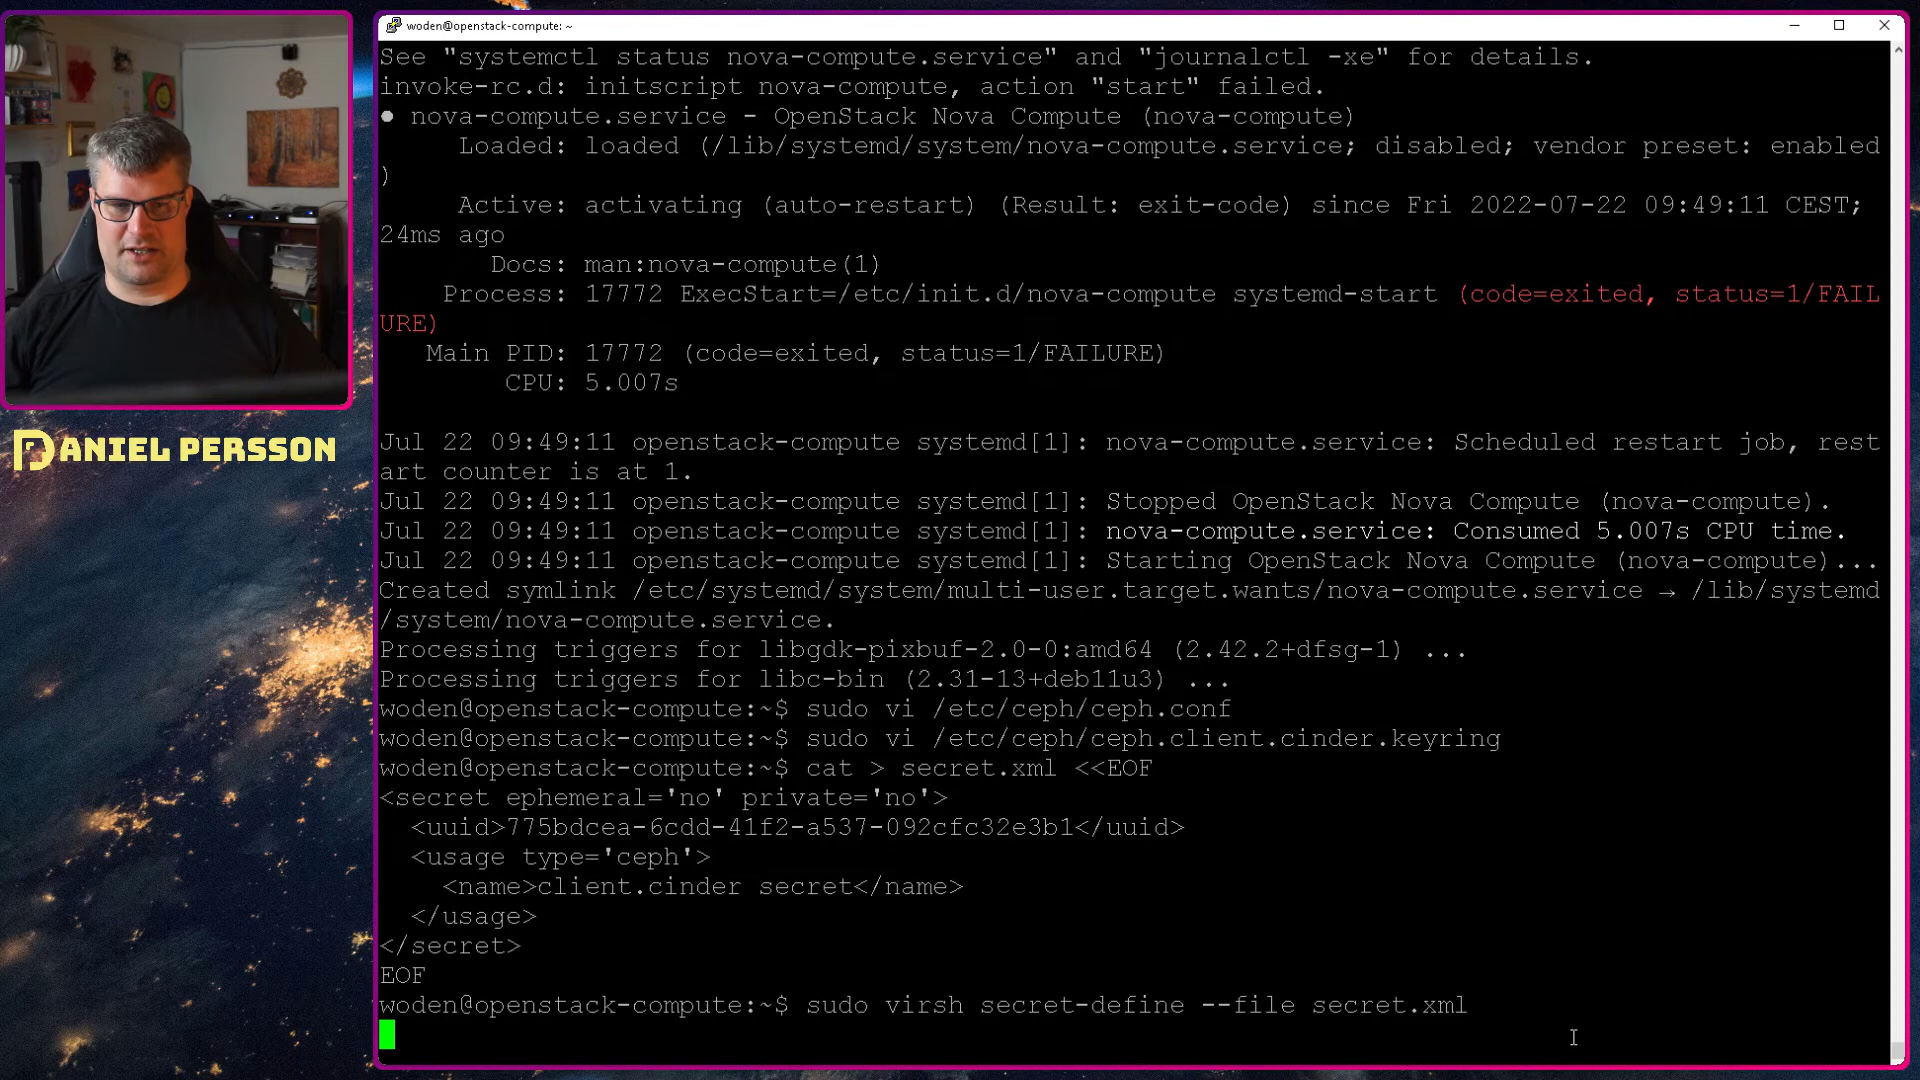 woden@openstack-compute: ~
See "systemctl status nova-compute.service" and "journalctl -xe" for details.
invoke-rc.d: initscript nova-compute, action "start" failed.
● nova-compute.service - OpenStack Nova Compute (nova-compute)
Loaded: loaded (/lib/systemd/system/nova-compute.service; disabled; vendor preset: enabled
)
Active: activating (auto-restart) (Result: exit-code) since Fri 2022-07-22 09:49:11 CEST;
24ms ago
Docs: man:nova-compute(1)
Process: 17772 ExecStart=/etc/init.d/nova-compute systemd-start (code=exited, status=1/FAIL
URE)
Main PID: 17772 (code=exited, status=1/FAILURE)
CPU: 5.007s
Jul 22 09:49:11 openstack-compute systemd[1]: nova-compute.service: Scheduled restart job, rest
art counter is at 1.
Jul 22 09:49:11 openstack-compute systemd[1]: Stopped OpenStack Nova Compute (nova-compute).
Jul 22 09:49:11 openstack-compute systemd[1]: nova-compute.service: Consumed 5.007s CPU time.
Jul 22 09:49:11 openstack-compute systemd[1]: Starting OpenStack Nova Compute (nova-compute)...
Created symlink /etc/systemd/system/multi-user.target.wants/nova-compute.service → /lib/systemd
/system/nova-compute.service.
Processing triggers for libgdk-pixbuf-2.0-0:amd64 (2.42.2+dfsg-1) ...
Processing triggers for libc-bin (2.31-13+deb11u3) ...
woden@openstack-compute:~$ sudo vi /etc/ceph/ceph.conf
woden@openstack-compute:~$ sudo vi /etc/ceph/ceph.client.cinder.keyring
woden@openstack-compute:~$ cat > secret.xml <<EOF
<secret ephemeral='no' private='no'>
<uuid>775bdcea-6cdd-41f2-a537-092cfc32e3b1</uuid>
<usage type='ceph'>
<name>client.cinder secret</name>
</usage>
</secret>
EOF
woden@openstack-compute:~$ sudo virsh secret-define --file secret.xml
DANIEL PERSSON